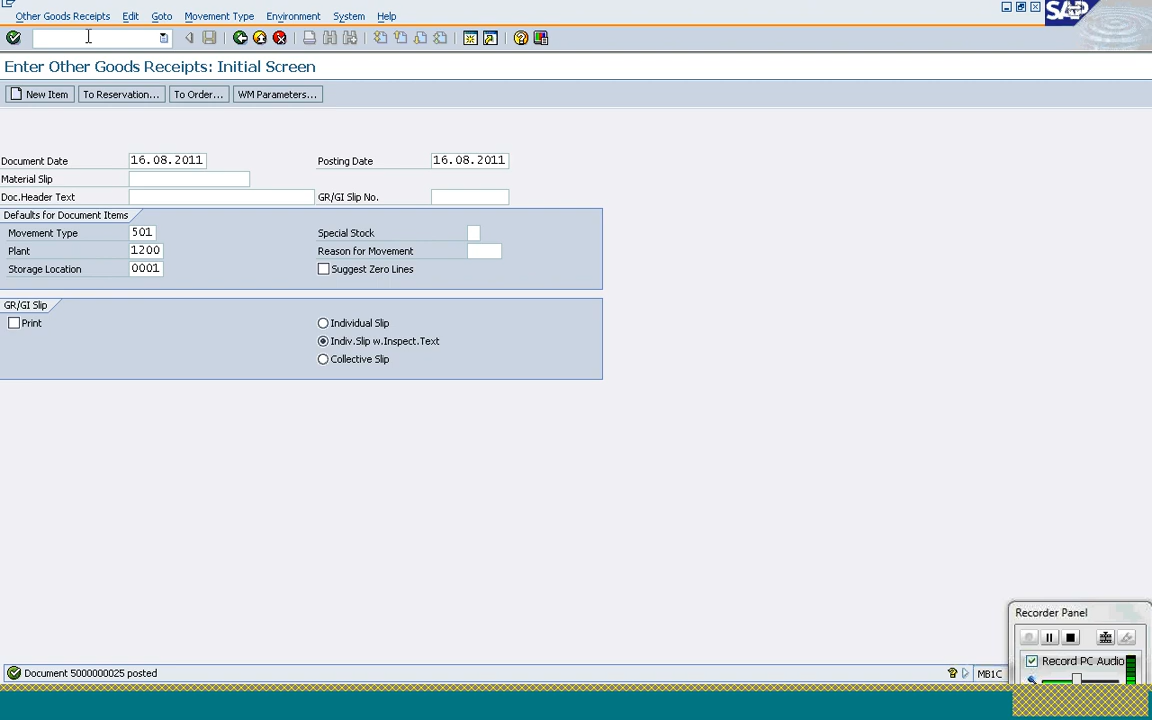 Other Goods Receipts Edit Goto Movement Type Environment System Help
SAP
Enter Other Goods Receipts: Initial Screen
New Item To Reservation... To Order... WM Parameters...
Document Date 16.08.2011 Posting Date 16.08.2011
Material Slip
Doc.Header Text GR/GI Slip No.
Defaults for Document Items
Movement Type 501 Special Stock
Plant 1200 Reason for Movement
Storage Location 0001 Suggest Zero Lines
GR/GI Slip
Print Individual Slip
Indiv.Slip w.Inspect.Text
Collective Slip
Recorder Panel
Record PC Audio
Document 5000000025 posted MB1C